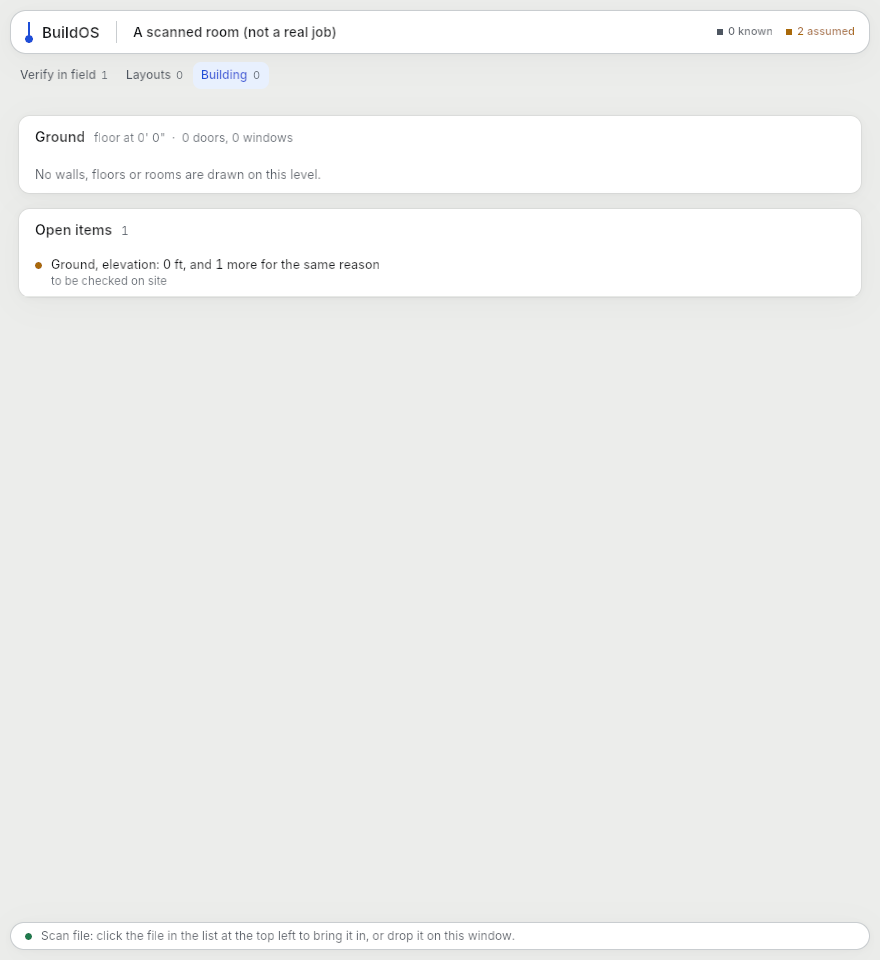 BuildOS
A scanned room (not a real job)
0 known
2 assumed
Verify in field 1
Layouts 0
Building 0
Ground floor at 0' 0" · 0 doors, 0 windows
No walls, floors or rooms are drawn on this level.
Open items 1
Ground, elevation: 0 ft, and 1 more for the same reason
to be checked on site
Scan file: click the file in the list at the top left to bring it in, or drop it on this window.